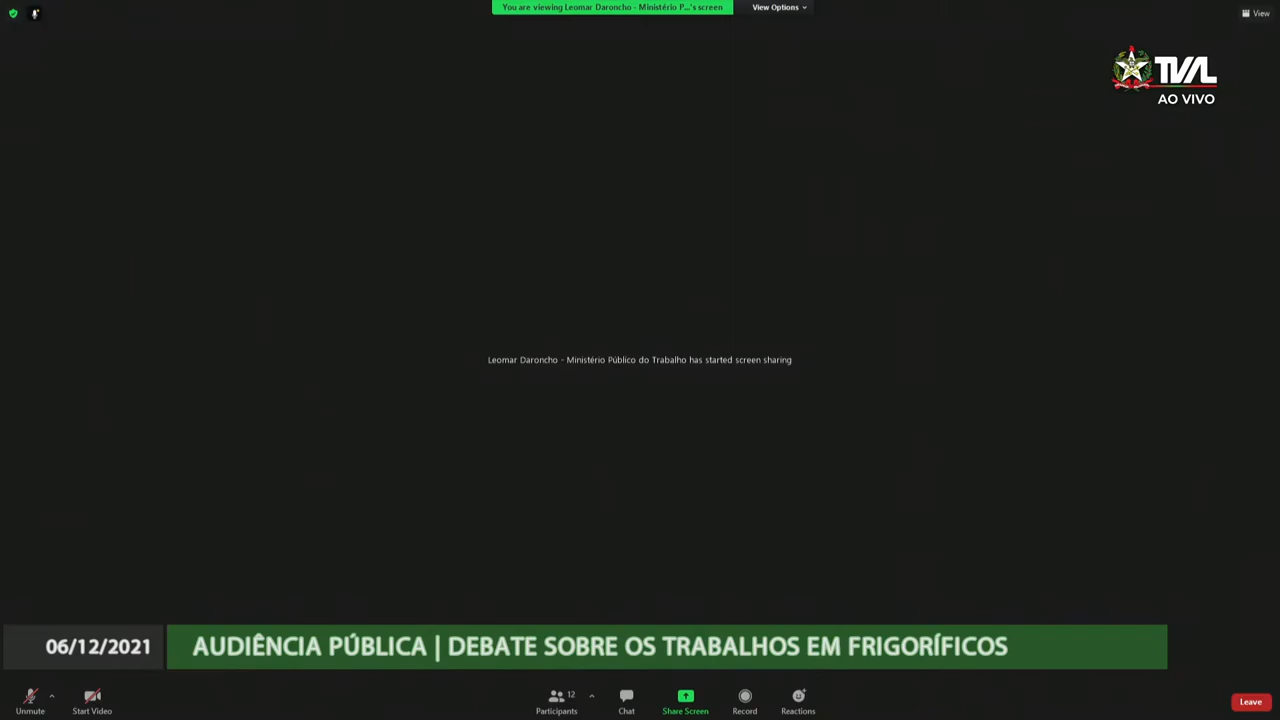 You are viewing Leomar Daroncho - Ministério P...'s screen
View Options
View
TVAL
AO VIVO
Leomar Daroncho - Ministério Público do Trabalho has started screen sharing
06/12/2021
AUDIÊNCIA PÚBLICA | DEBATE SOBRE OS TRABALHOS EM FRIGORÍFICOS
12
Unmute
Start Video
Participants
Chat
Share Screen
Record
Reactions
Leave